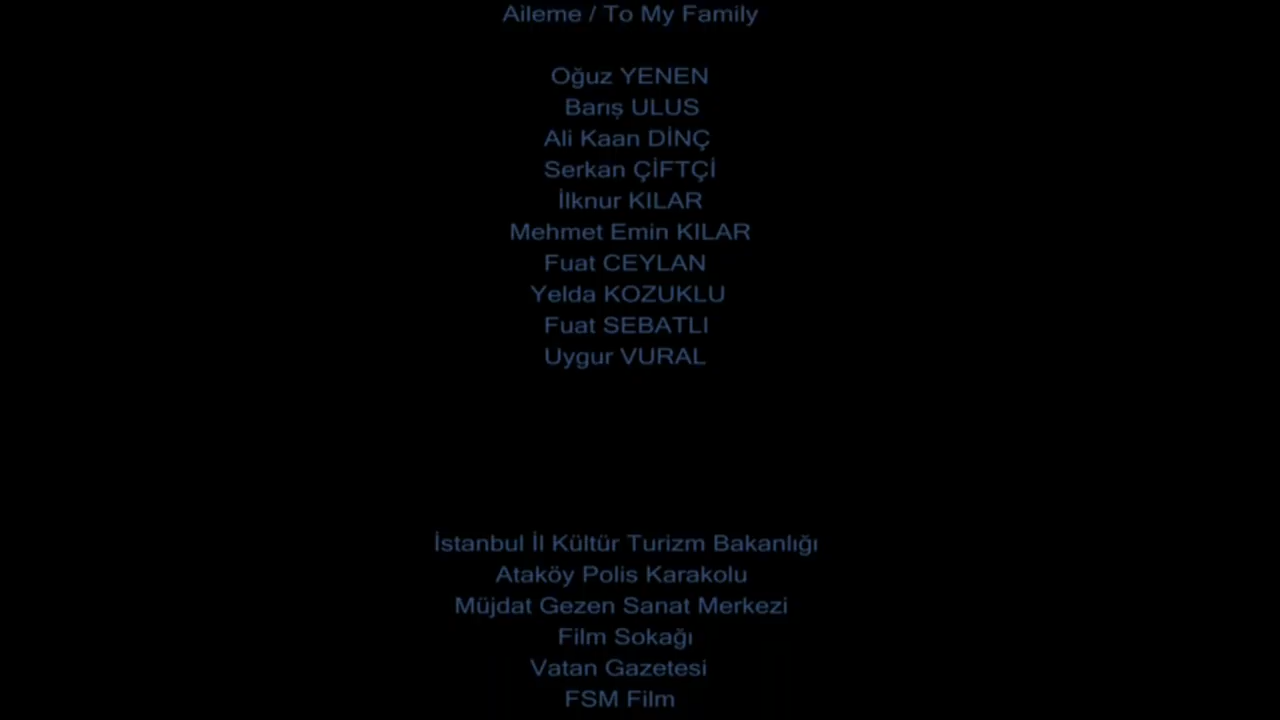 Aileme / To My Family
Oğuz YENEN
Barış ULUS
Ali Kaan DİNÇ
Serkan ÇİFTÇİ
İlknur KILAR
Mehmet Emin KILAR
Fuat CEYLAN
Yelda KOZUKLU
Fuat SEBATLI
Uygur VURAL
İstanbul İl Kültür Turizm Bakanlığı
Ataköy Polis Karakolu
Müjdat Gezen Sanat Merkezi
Film Sokağı
Vatan Gazetesi
FSM Film